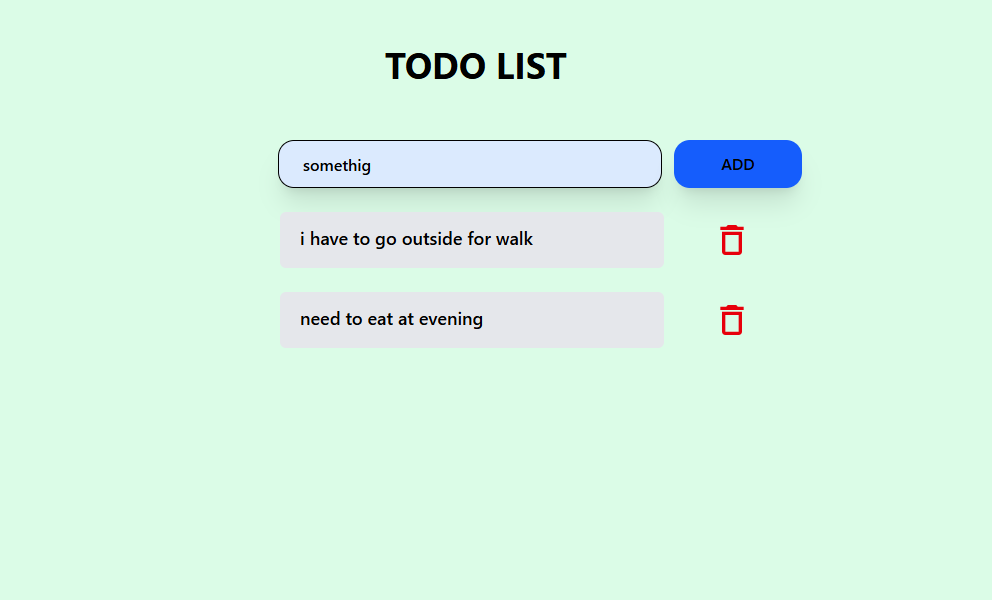 TODO LIST
somethig
ADD
i have to go outside for walk
need to eat at evening